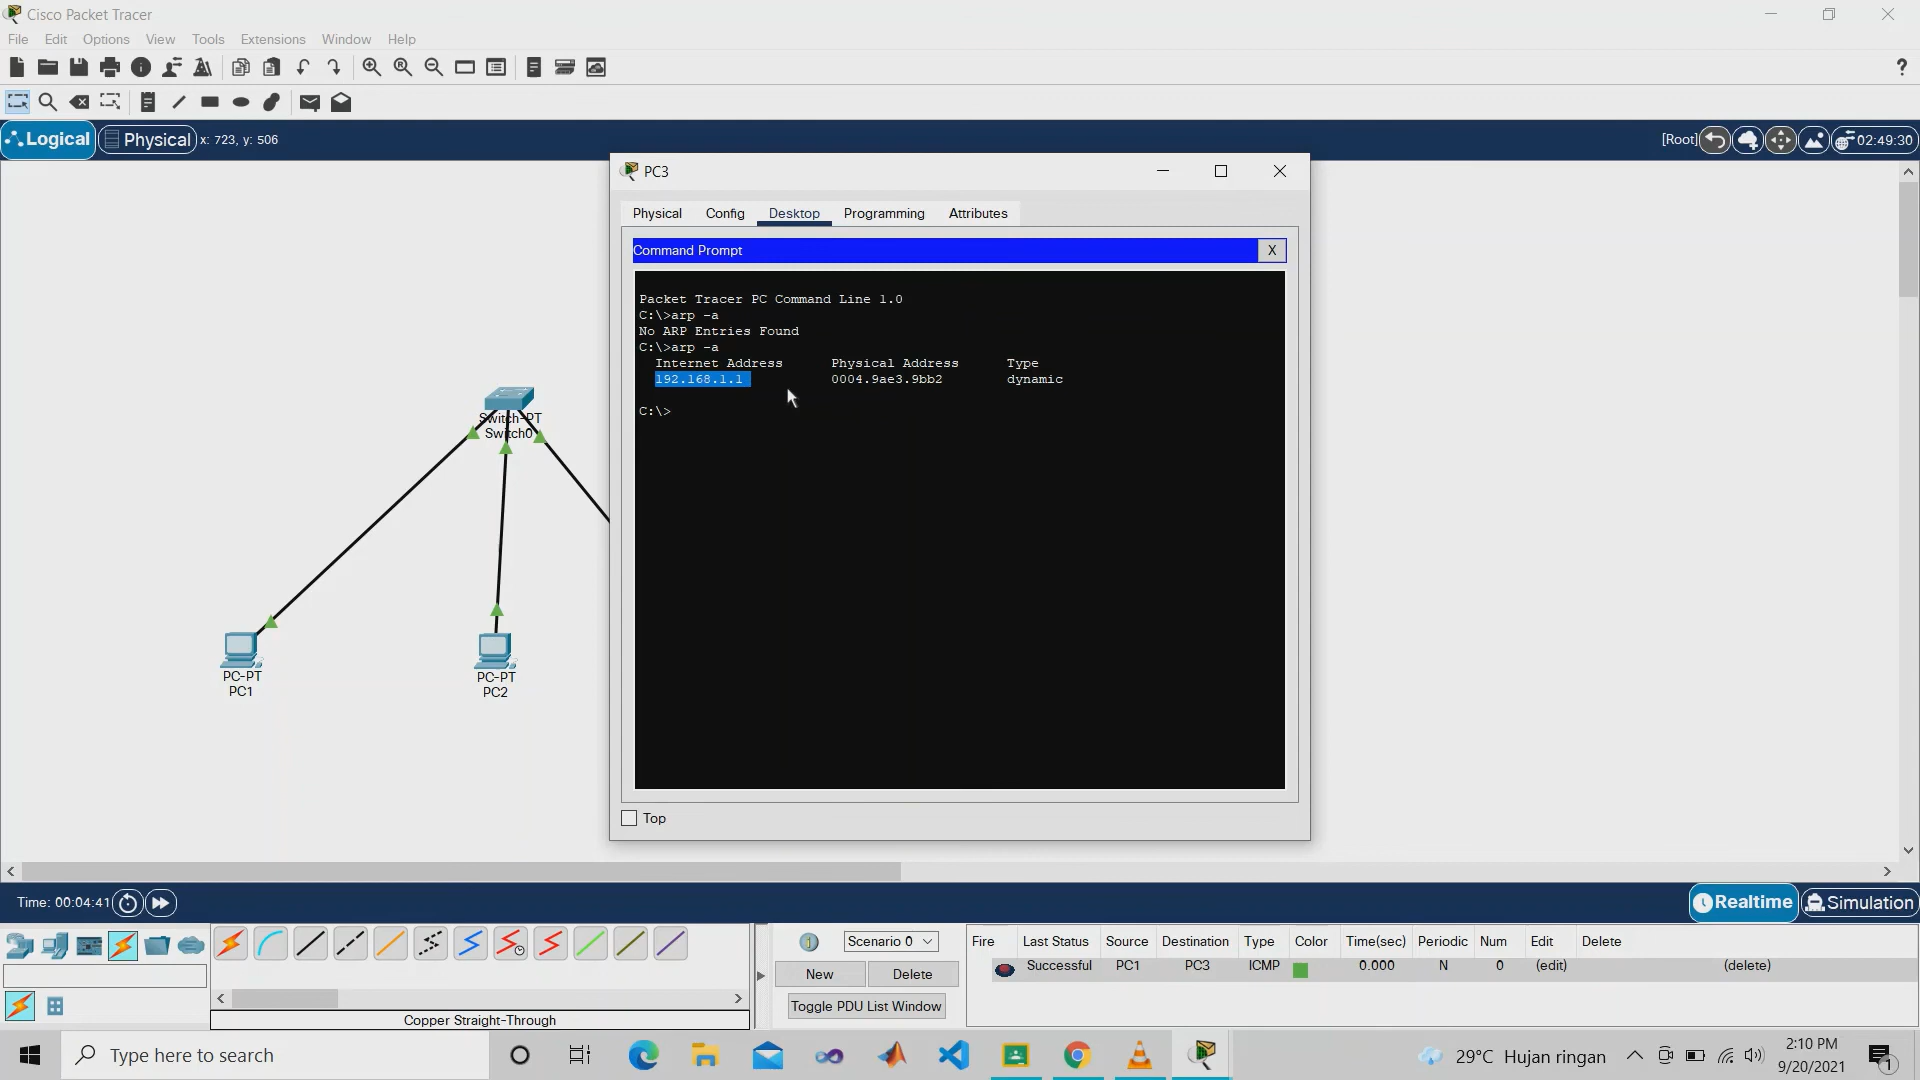 Cisco Packet Tracer
File Edit Options View Tools Extensions Window Help
?
Logical Physical x: 723, y: 506 [Root] 02:49:30
PC3
Physical Config Desktop Programming Attributes
Command Prompt X
Packet Tracer PC Command Line 1.0
C:\>arp -a
No ARP Entries Found
C:\>arp -a
Internet Address Physical Address Type
192.168.1.1 0004.9ae3.9bb2 dynamic
C:\>
Switch-PT
Switch0
PC-PT
PC1
PC-PT
PC2
Top
Time: 00:04:41 Realtime Simulation
Scenario 0
New Delete
Toggle PDU List Window
Fire Last Status Source Destination Type Color Time(sec) Periodic Num Edit Delete
Successful PC1 PC3 ICMP 0.000 N 0 (edit) (delete)
Copper Straight-Through
Type here to search
29°C Hujan ringan
2:10 PM
9/20/2021
1